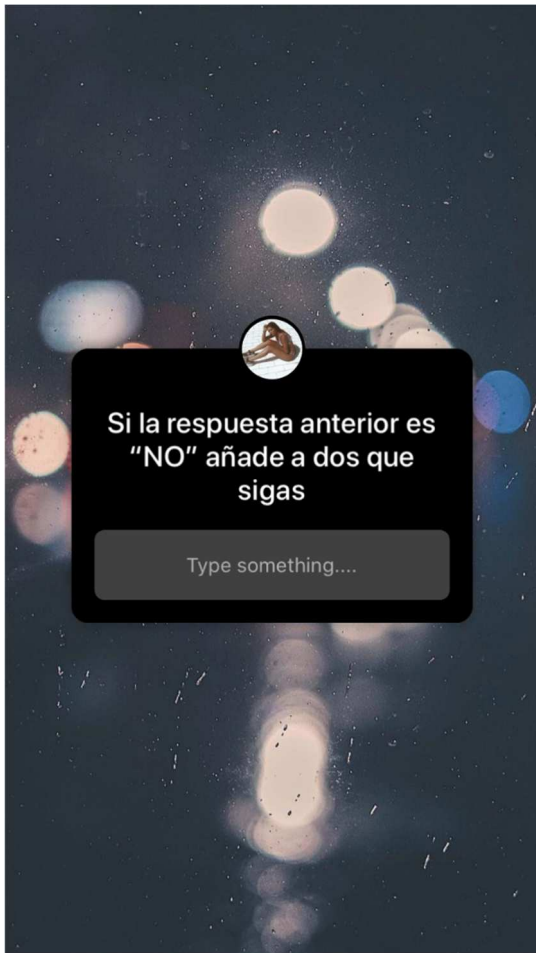 Si la respuesta anterior es
“NO” añade a dos que
sigas
Type something....